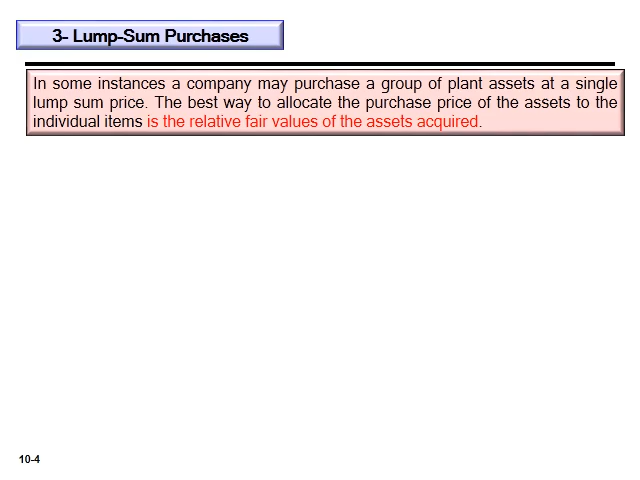 3- Lump-Sum Purchases
In some instances a company may purchase a group of plant assets at a single
lump sum price. The best way to allocate the purchase price of the assets to the
individual items is the relative fair values of the assets acquired.
10-4